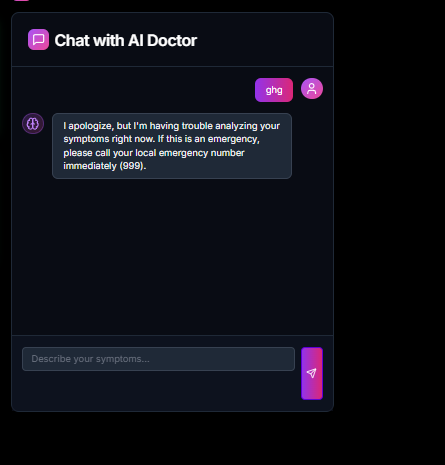 Chat with AI Doctor
ghg
I apologize, but I'm having trouble analyzing your
symptoms right now. If this is an emergency,
please call your local emergency number
immediately (999).
Describe your symptoms...